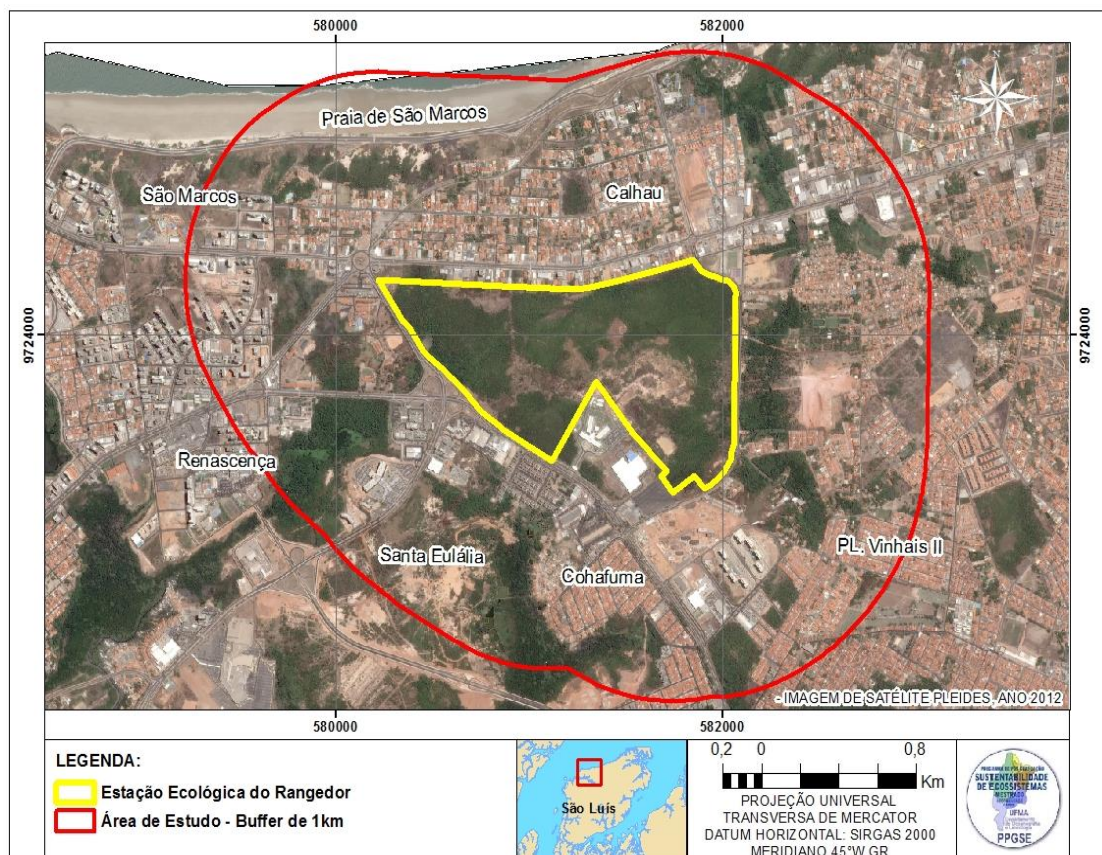 580000
582000
Praia de São Marcos
São Marcos
Calhau
9724000
9724000
Renascença
Santa Eulália
Cohafuma
PL. Vinhais II
- IMAGEM DE SATÉLITE PLEIDES, ANO 2012
580000
582000
LEGENDA:
Estação Ecológica do Rangedor
Área de Estudo - Buffer de 1km
São Luís
0,2 0 0,8
Km
PROJEÇÃO UNIVERSAL
TRANSVERSA DE MERCATOR
DATUM HORIZONTAL: SIRGAS 2000
MERIDIANO 45°W GR
SUSTENTABILIDADE
DE ECOSSISTEMAS
MESTRADO
UFMA
PPGSE